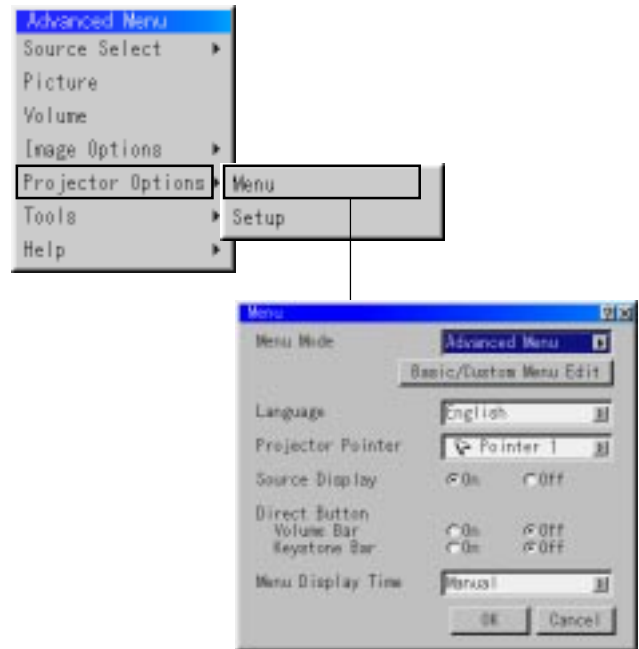 Advanced Menu
Source Select
Picture
Volume
Image Options
Projector Options
Menu
Tools
Setup
Help
Menu
Menu Mode
Advanced Menu
Basic/Custom Menu Edit
Language
English
Projector Pointer
Pointer 1
Source Display
On Off
Direct Button
Volume Bar
On Off
Keystone Bar
On Off
Menu Display Time
Manual
OK Cancel